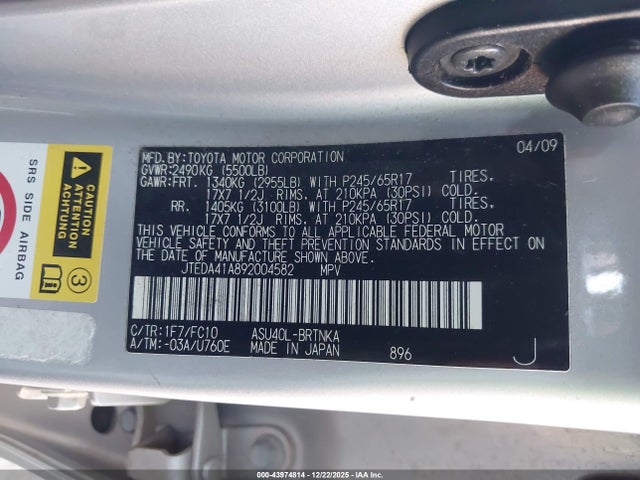 MFD.BY:TOYOTA MOTOR CORPORATION 04/09
GVWR:2490KG (5500LB)
GAWR:FRT. 1340KG (2955LB) WITH P245/65R17 TIRES,
17X7 1/2J RIMS, AT 210KPA (30PSI) COLD.
RR. 1405KG (3100LB) WITH P245/65R17 TIRES,
17X7 1/2J RIMS, AT 210KPA (30PSI) COLD.
THIS VEHICLE CONFORMS TO ALL APPLICABLE FEDERAL MOTOR
VEHICLE SAFETY AND THEFT PREVENTION STANDARDS IN EFFECT ON
THE DATE OF MANUFACTURE SHOWN ABOVE.
JTEDA41A892004582 MPV
C/TR:1F7/FC10 ASU40L-BRTNKA
A/TM:-03A/U760E MADE IN JAPAN 896 J
SRS SIDE AIRBAG
3
000-43974814 - 12/22/2025 - IAA, Inc.